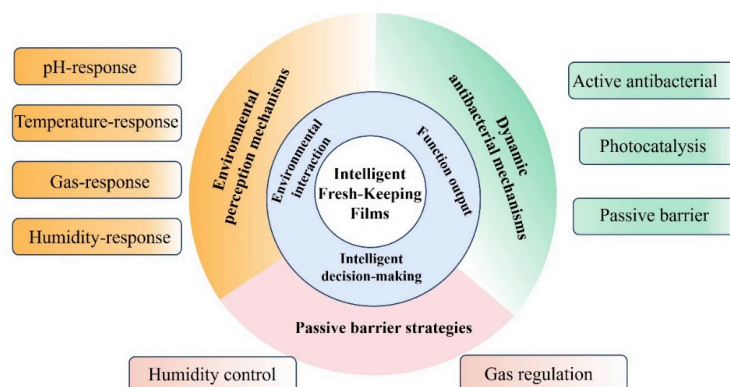 pH-response
Temperature-response
Gas-response
Humidity-response
Environmental
perception mechanisms
Environmental
interaction
Intelligent
Fresh-Keeping
Films
Function output
Intelligent
decision-making
Dynamic
antibacterial mechanisms
Active antibacterial
Photocatalysis
Passive barrier
Passive barrier strategies
Humidity control
Gas regulation